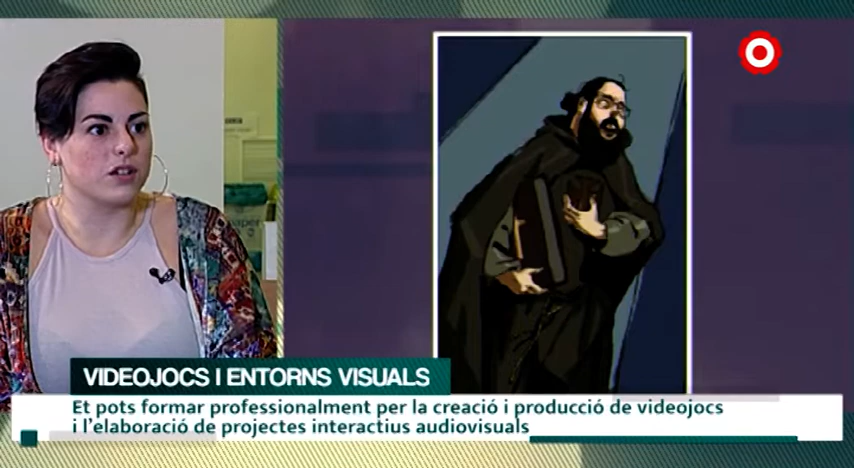 VIDEOJOCS I ENTORNS VISUALS
Et pots formar professionalment per la creació i producció de videojocs
i l'elaboració de projectes interactius audiovisuals